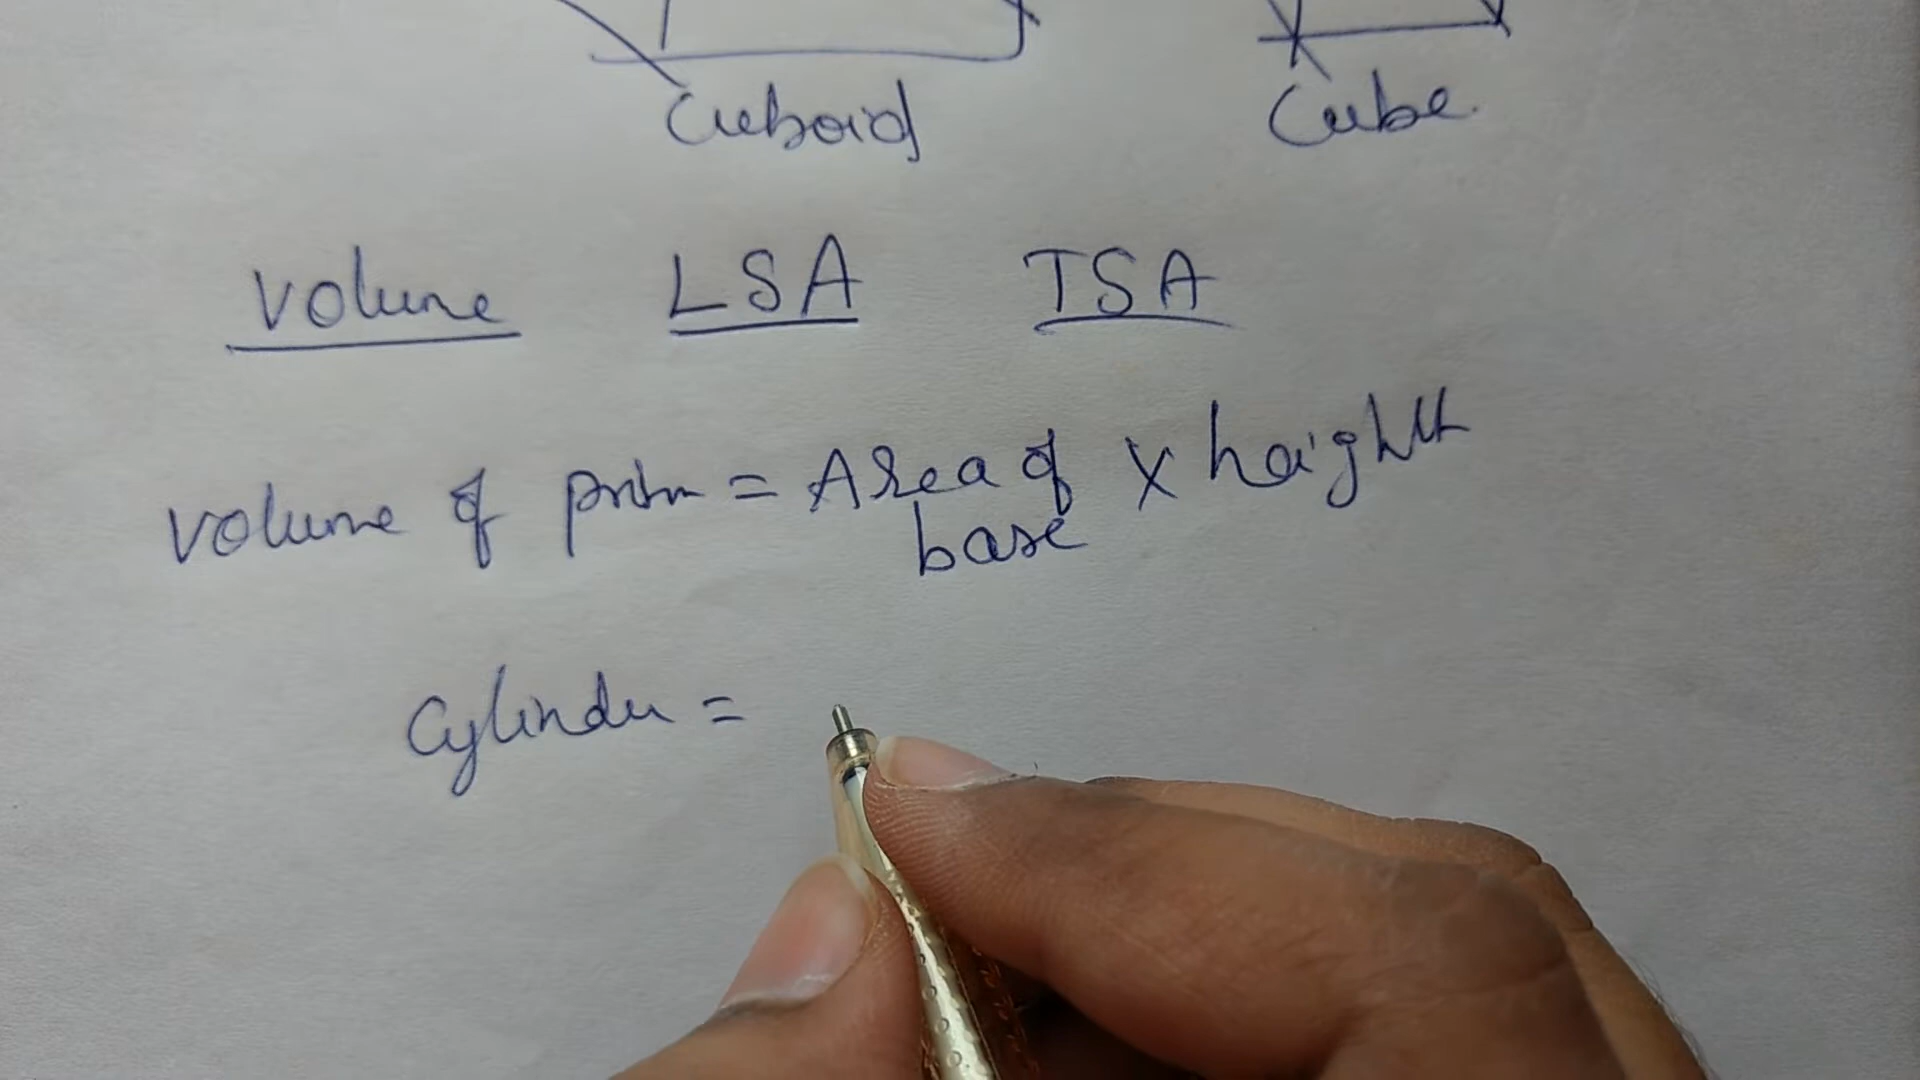 Cuboid Cube
Volume LSA TSA
Volume of prism = Area of x height
base
Cylinder =